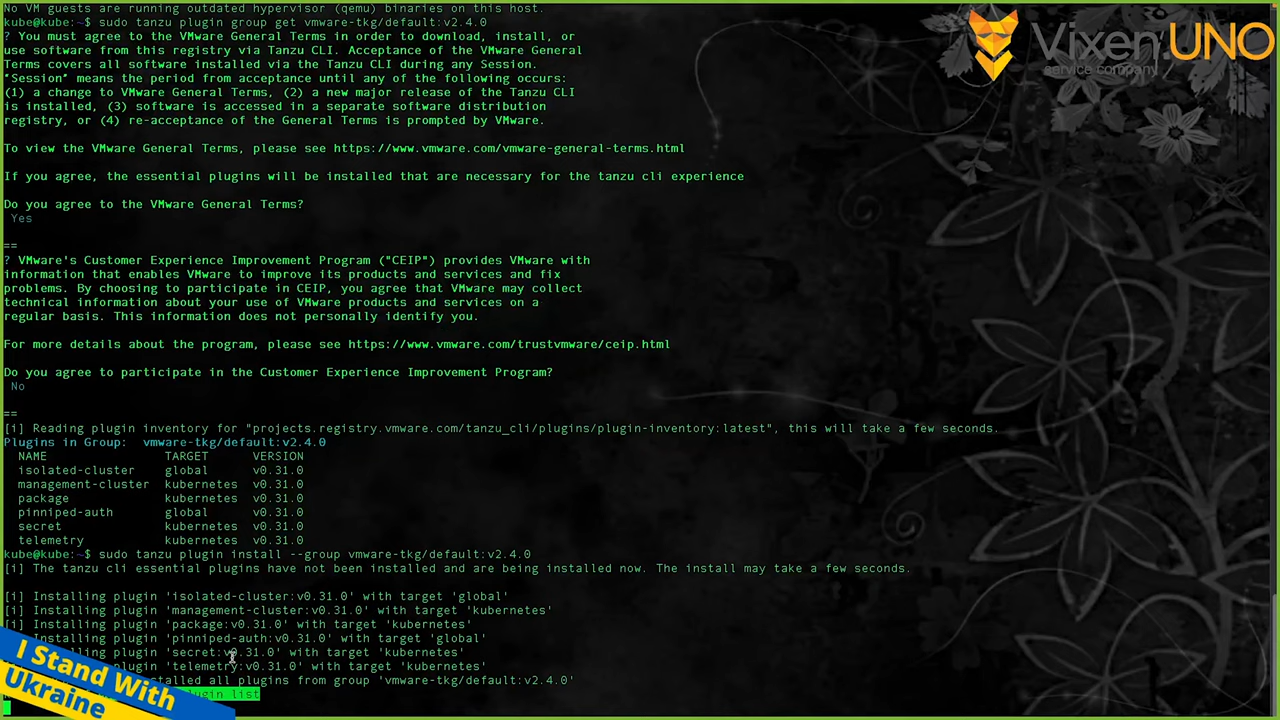 No VM guests are running outdated hypervisor (qemu) binaries on this host.
kube@kube:~$ sudo tanzu plugin group get vmware-tkg/default:v2.4.0
? You must agree to the VMware General Terms in order to download, install, or
use software from this registry via Tanzu CLI. Acceptance of the VMware General
Terms covers all software installed via the Tanzu CLI during any Session.
"Session" means the period from acceptance until any of the following occurs:
(1) a change to VMware General Terms, (2) a new major release of the Tanzu CLI
is installed, (3) software is accessed in a separate software distribution
registry, or (4) re-acceptance of the General Terms is prompted by VMware.
To view the VMware General Terms, please see https://www.vmware.com/vmware-general-terms.html
If you agree, the essential plugins will be installed that are necessary for the tanzu cli experience
Do you agree to the VMware General Terms?
Yes
==
? VMware's Customer Experience Improvement Program ("CEIP") provides VMware with
information that enables VMware to improve its products and services and fix
problems. By choosing to participate in CEIP, you agree that VMware may collect
technical information about your use of VMware products and services on a
regular basis. This information does not personally identify you.
For more details about the program, please see https://www.vmware.com/trustvmware/ceip.html
Do you agree to participate in the Customer Experience Improvement Program?
No
==
[i] Reading plugin inventory for "projects.registry.vmware.com/tanzu_cli/plugins/plugin-inventory:latest", this will take a few seconds.
Plugins in Group:  vmware-tkg/default:v2.4.0
NAME TARGET VERSION
isolated-cluster global v0.31.0
management-cluster kubernetes v0.31.0
package kubernetes v0.31.0
pinniped-auth global v0.31.0
secret kubernetes v0.31.0
telemetry kubernetes v0.31.0
kube@kube:~$ sudo tanzu plugin install --group vmware-tkg/default:v2.4.0
[i] The tanzu cli essential plugins have not been installed and are being installed now. The install may take a few seconds.
[i] Installing plugin 'isolated-cluster:v0.31.0' with target 'global'
[i] Installing plugin 'management-cluster:v0.31.0' with target 'kubernetes'
[i] Installing plugin 'package:v0.31.0' with target 'kubernetes'
Installing plugin 'pinniped-auth:v0.31.0' with target 'global'
Installing plugin 'secret:v0.31.0' with target 'kubernetes'
plugin 'telemetry:v0.31.0' with target 'kubernetes'
all plugins from group 'vmware-tkg/default:v2.4.0'
list
Vixen UNO
service company
I Stand With
Ukraine